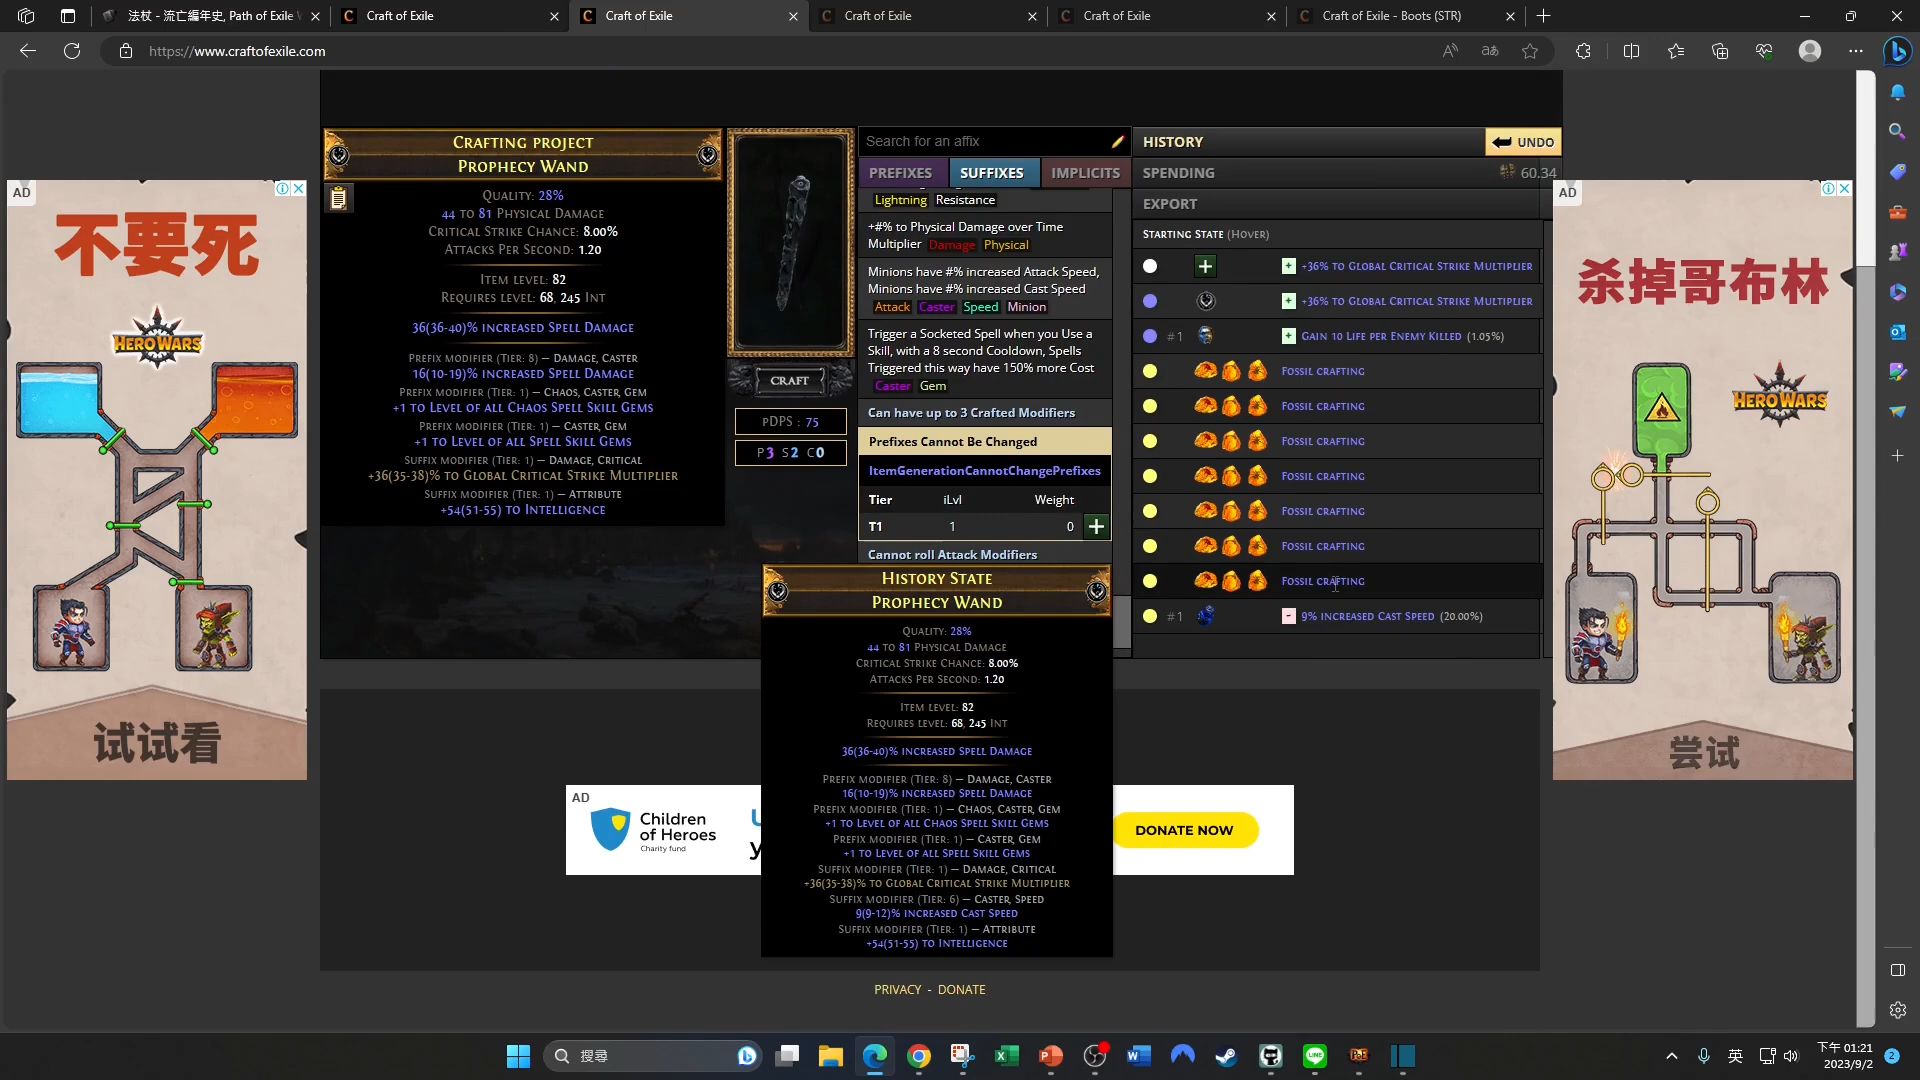 法杖 - 流亡編年史, Path of Exile
Craft of Exile
Craft of Exile
Craft of Exile
Craft of Exile
Craft of Exile - Boots (STR)
https://www.craftofexile.com
AD
不要死
HERO WARS
试试看
Crafting project
Prophecy Wand
Quality: 28%
44 to 81 Physical Damage
Critical Strike Chance: 8.00%
Attacks Per Second: 1.20
Item level: 82
Requires level: 68, 245 Int
36(36-40)% increased Spell Damage
Prefix modifier (Tier: 8) — Damage, Caster
16(10-19)% increased Spell Damage
Prefix modifier (Tier: 1) — Chaos, Caster, Gem
+1 to Level of all Chaos Spell Skill Gems
Prefix modifier (Tier: 1) — Caster, Gem
+1 to Level of all Spell Skill Gems
Suffix modifier (Tier: 1) — Damage, Critical
+36(35-38)% to Global Critical Strike Multiplier
Suffix modifier (Tier: 1) — Attribute
+54(51-55) to Intelligence
CRAFT
pDPS : 75
P3 S2 C0
Search for an affix
PREFIXES
SUFFIXES
IMPLICITS
Lightning Resistance
+#% to Physical Damage over Time
Multiplier Damage Physical
Minions have #% increased Attack Speed,
Minions have #% increased Cast Speed
Attack Caster Speed Minion
Trigger a Socketed Spell when you Use a
Skill, with a 8 second Cooldown, Spells
Triggered this way have 150% more Cost
Caster Gem
Can have up to 3 Crafted Modifiers
Prefixes Cannot Be Changed
ItemGenerationCannotChangePrefixes
Tier iLvl Weight
T1 1 0
Cannot roll Attack Modifiers
HISTORY
UNDO
SPENDING
60.34
EXPORT
Starting state (Hover)
+ +36% to Global Critical Strike Multiplier
+ +36% to Global Critical Strike Multiplier
#1 + Gain 10 Life per Enemy Killed (1.05%)
Fossil crafting
Fossil crafting
Fossil crafting
Fossil crafting
Fossil crafting
Fossil crafting
Fossil crafting
#1 - 9% increased Cast Speed (20.00%)
History State
Prophecy Wand
Quality: 28%
44 to 81 Physical Damage
Critical Strike Chance: 8.00%
Attacks Per Second: 1.20
Item level: 82
Requires level: 68, 245 Int
36(36-40)% increased Spell Damage
Prefix modifier (Tier: 8) — Damage, Caster
16(10-19)% increased Spell Damage
Prefix modifier (Tier: 1) — Chaos, Caster, Gem
+1 to Level of all Chaos Spell Skill Gems
Prefix modifier (Tier: 1) — Caster, Gem
+1 to Level of all Spell Skill Gems
Suffix modifier (Tier: 1) — Damage, Critical
+36(35-38)% to Global Critical Strike Multiplier
Suffix modifier (Tier: 6) — Caster, Speed
9(9-12)% increased Cast Speed
Suffix modifier (Tier: 1) — Attribute
+54(51-55) to Intelligence
AD
杀掉哥布林
HERO WARS
尝试
AD
Children
of Heroes
Charity fund
DONATE NOW
PRIVACY - DONATE
搜尋
英
下午 01:21
2023/9/2
2